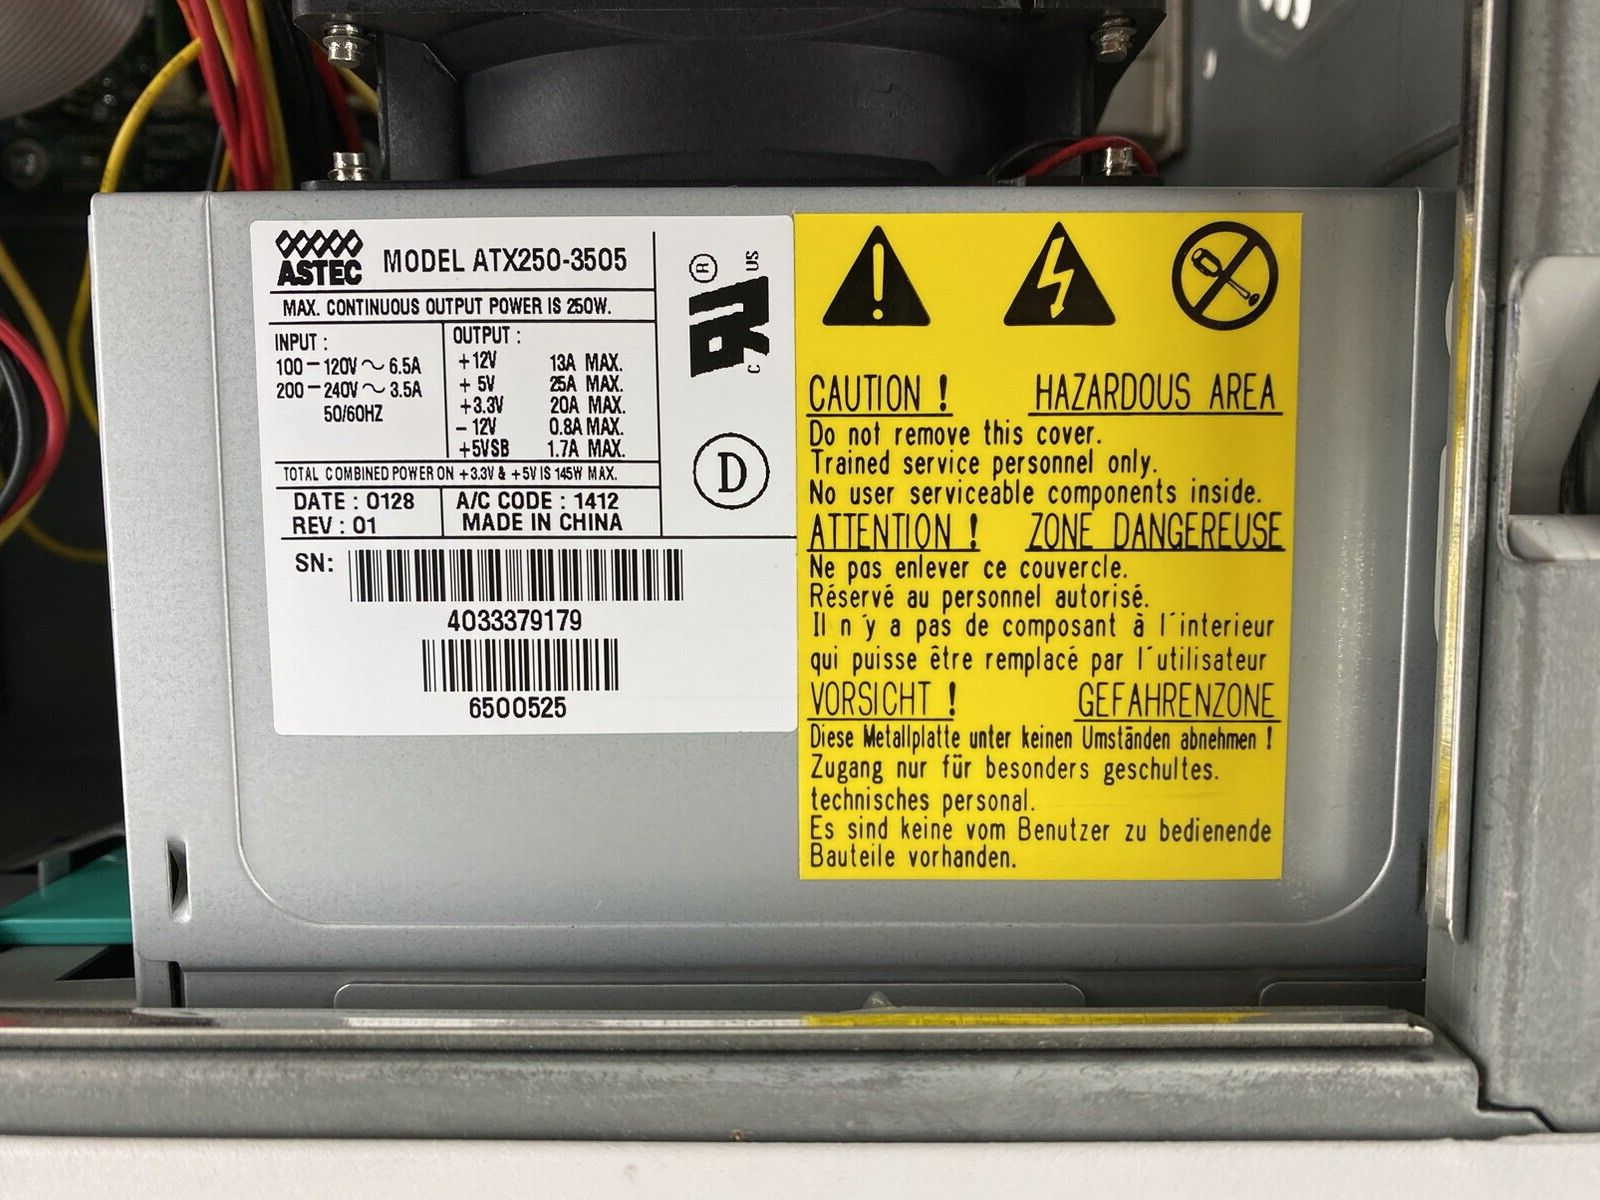 ASTEC MODEL ATX250-3505
MAX. CONTINUOUS OUTPUT POWER IS 250W.
INPUT :
100-120V~ 6.5A
200-240V~ 3.5A
50/60HZ
OUTPUT :
+12V 13A MAX.
+ 5V 25A MAX.
+3.3V 20A MAX.
-12V 0.8A MAX.
+5VSB 1.7A MAX.
TOTAL COMBINED POWER ON +3.3V & +5V IS 145W MAX.
DATE : 0128
REV : 01
A/C CODE : 1412
MADE IN CHINA
C RU ® US
D
SN:
4033379179
6500525
CAUTION ! HAZARDOUS AREA
Do not remove this cover.
Trained service personnel only.
No user serviceable components inside.
ATTENTION ! ZONE DANGEREUSE
Ne pas enlever ce couvercle.
Réservé au personnel autorisé.
Il n´y a pas de composant à l´interieur
qui puisse être remplacé par l´utilisateur
VORSICHT ! GEFAHRENZONE
Diese Metallplatte unter keinen Umständen abnehmen !
Zugang nur für besonders geschultes.
technisches personal.
Es sind keine vom Benutzer zu bedienende
Bauteile vorhanden.